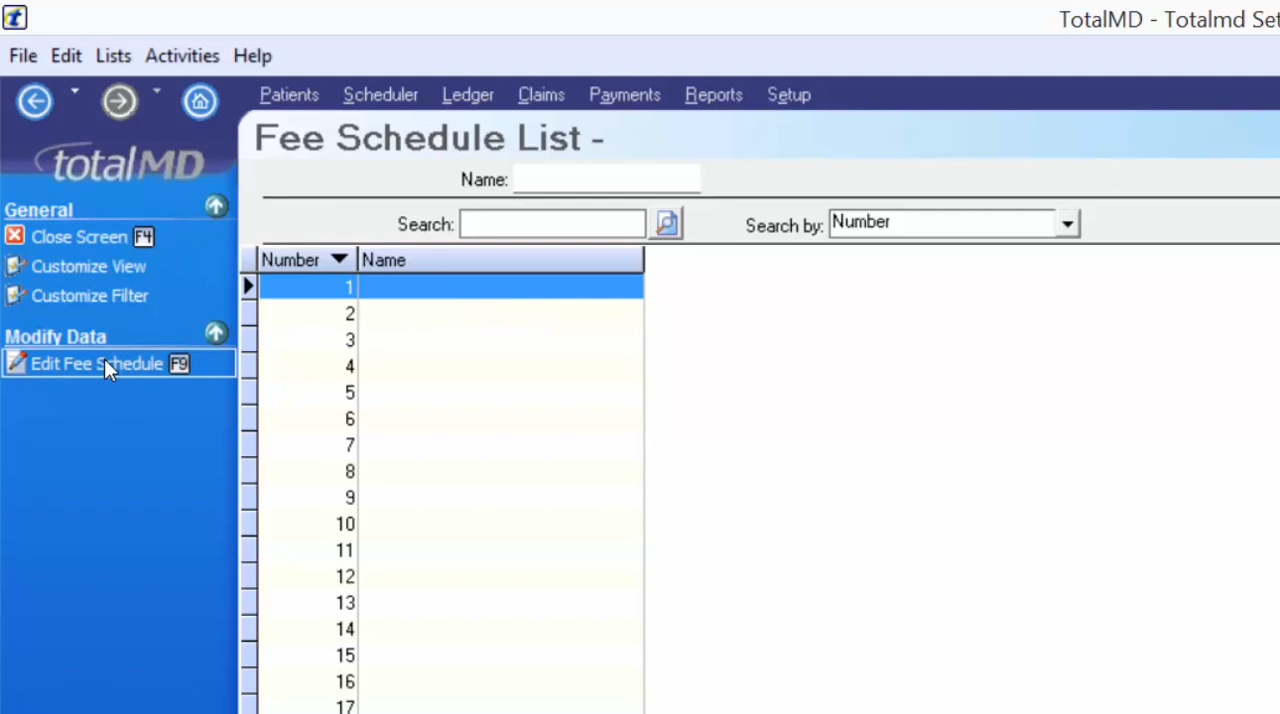 TotalMD - Totalmd Set
File Edit Lists Activities Help
Patients Scheduler Ledger Claims Payments Reports Setup
totalMD
Fee Schedule List -
Name:
Search: Search by: Number
General
Close Screen F4
Customize View
Customize Filter
Modify Data
Edit Fee Schedule F9
Number Name
1
2
3
4
5
6
7
8
9
10
11
12
13
14
15
16
17